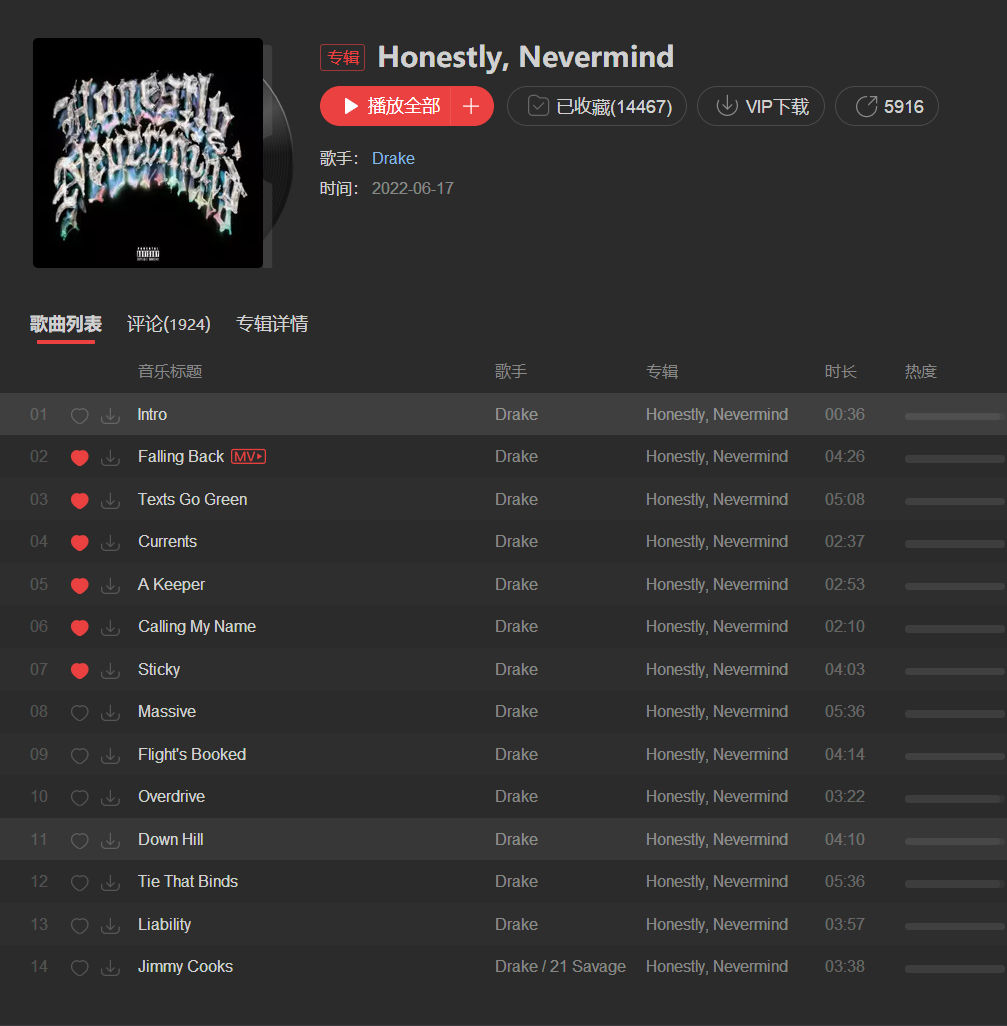 Honestly, Nevermind
专辑 Honestly, Nevermind
播放全部 + 已收藏(14467) VIP下载 5916
歌手： Drake
时间： 2022-06-17
歌曲列表 评论(1924) 专辑详情
音乐标题 歌手 专辑 时长 热度
01 Intro Drake Honestly, Nevermind 00:36
02 Falling Back MV Drake Honestly, Nevermind 04:26
03 Texts Go Green Drake Honestly, Nevermind 05:08
04 Currents Drake Honestly, Nevermind 02:37
05 A Keeper Drake Honestly, Nevermind 02:53
06 Calling My Name Drake Honestly, Nevermind 02:10
07 Sticky Drake Honestly, Nevermind 04:03
08 Massive Drake Honestly, Nevermind 05:36
09 Flight's Booked Drake Honestly, Nevermind 04:14
10 Overdrive Drake Honestly, Nevermind 03:22
11 Down Hill Drake Honestly, Nevermind 04:10
12 Tie That Binds Drake Honestly, Nevermind 05:36
13 Liability Drake Honestly, Nevermind 03:57
14 Jimmy Cooks Drake / 21 Savage Honestly, Nevermind 03:38